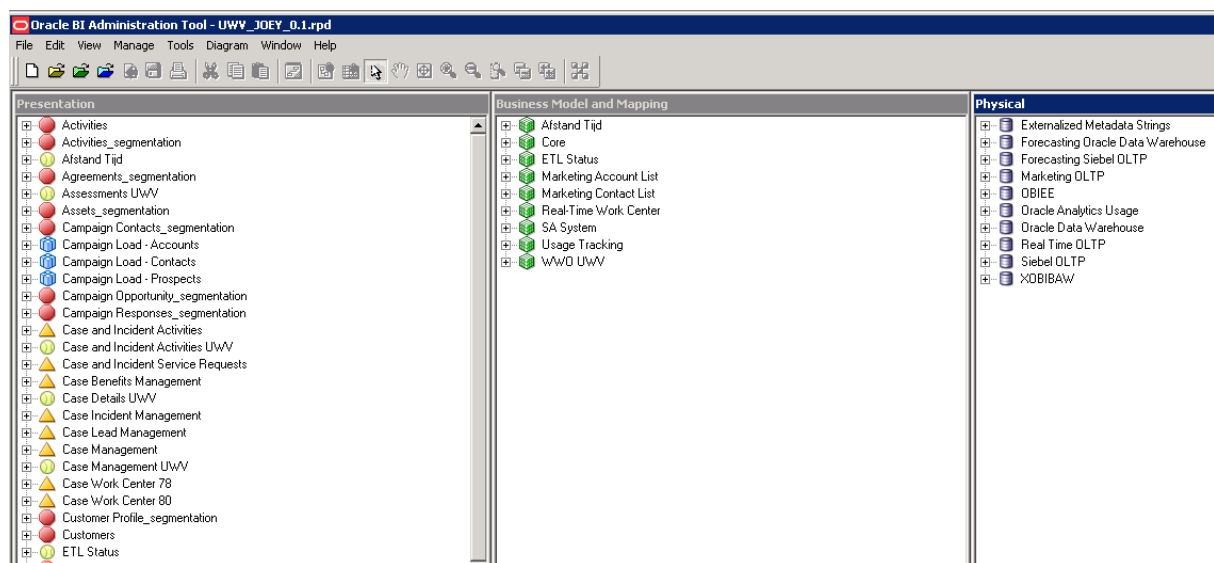 Oracle BI Administration Tool - UWV_JOEY_0.1.rpd
File Edit View Manage Tools Diagram Window Help
Presentation
Activities
Activities_segmentation
Afstand Tijd
Agreements_segmentation
Assessments UWV
Assets_segmentation
Campaign Contacts_segmentation
Campaign Load - Accounts
Campaign Load - Contacts
Campaign Load - Prospects
Campaign Opportunity_segmentation
Campaign Responses_segmentation
Case and Incident Activities
Case and Incident Activities UWV
Case and Incident Service Requests
Case Benefits Management
Case Details UWV
Case Incident Management
Case Lead Management
Case Management
Case Management UWV
Case Work Center 78
Case Work Center 80
Customer Profile_segmentation
Customers
ETL Status
Business Model and Mapping
Afstand Tijd
Core
ETL Status
Marketing Account List
Marketing Contact List
Real-Time Work Center
SA System
Usage Tracking
WWO UWV
Physical
Externalized Metadata Strings
Forecasting Oracle Data Warehouse
Forecasting Siebel OLTP
Marketing OLTP
OBIEE
Oracle Analytics Usage
Oracle Data Warehouse
Real Time OLTP
Siebel OLTP
XOBIBAW